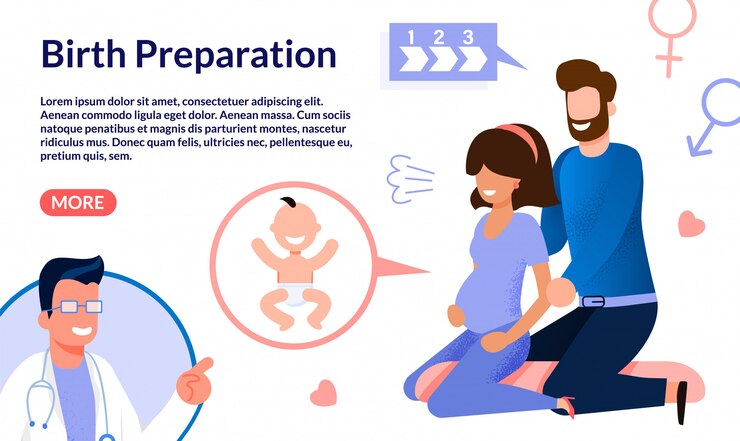 Birth Preparation
Lorem ipsum dolor sit amet, consectetuer adipiscing elit.
Aenean commodo ligula eget dolor. Aenean massa. Cum sociis
natoque penatibus et magnis dis parturient montes, nascetur
ridiculus mus. Donec quam felis, ultricies nec, pellentesque eu,
pretium quis, sem.
MORE
1 2 3